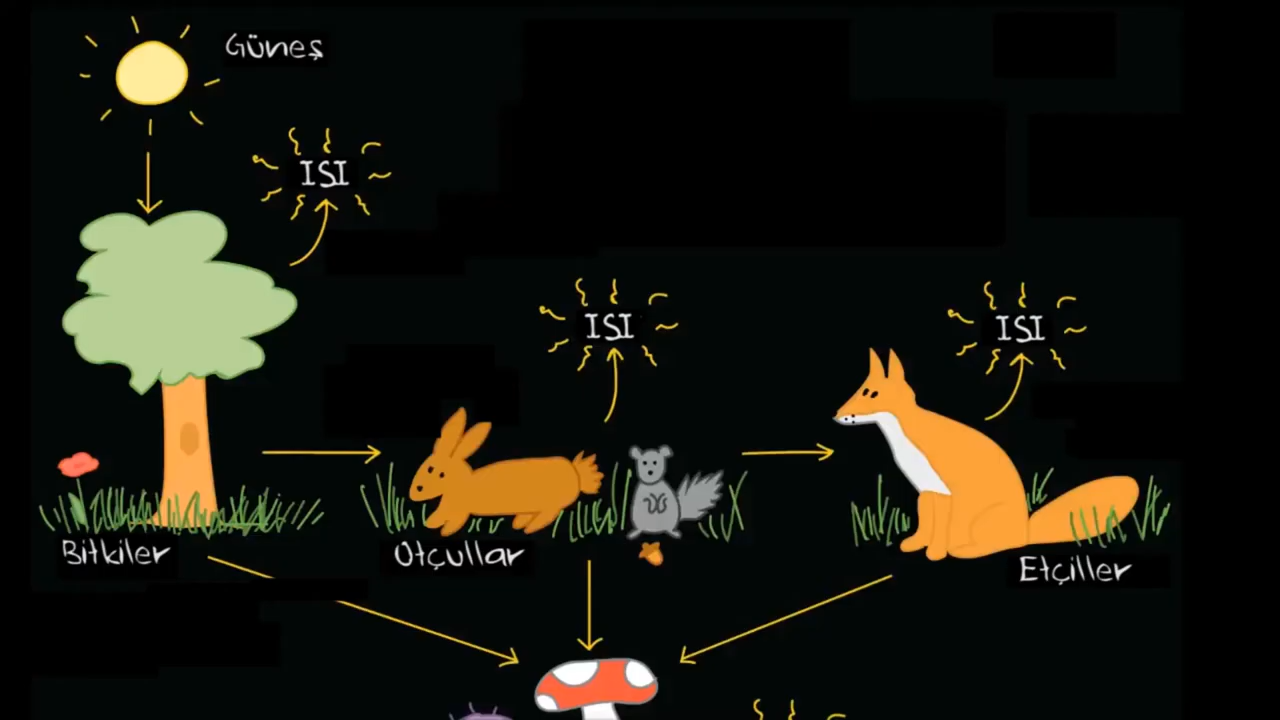 Güneş
ISI
ISI
ISI
Bitkiler
Otçullar
Etçiller